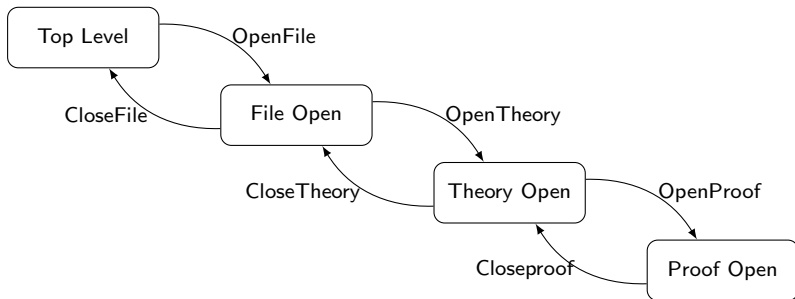 Top Level
OpenFile
CloseFile
File Open
OpenTheory
CloseTheory
Theory Open
OpenProof
Closeproof
Proof Open